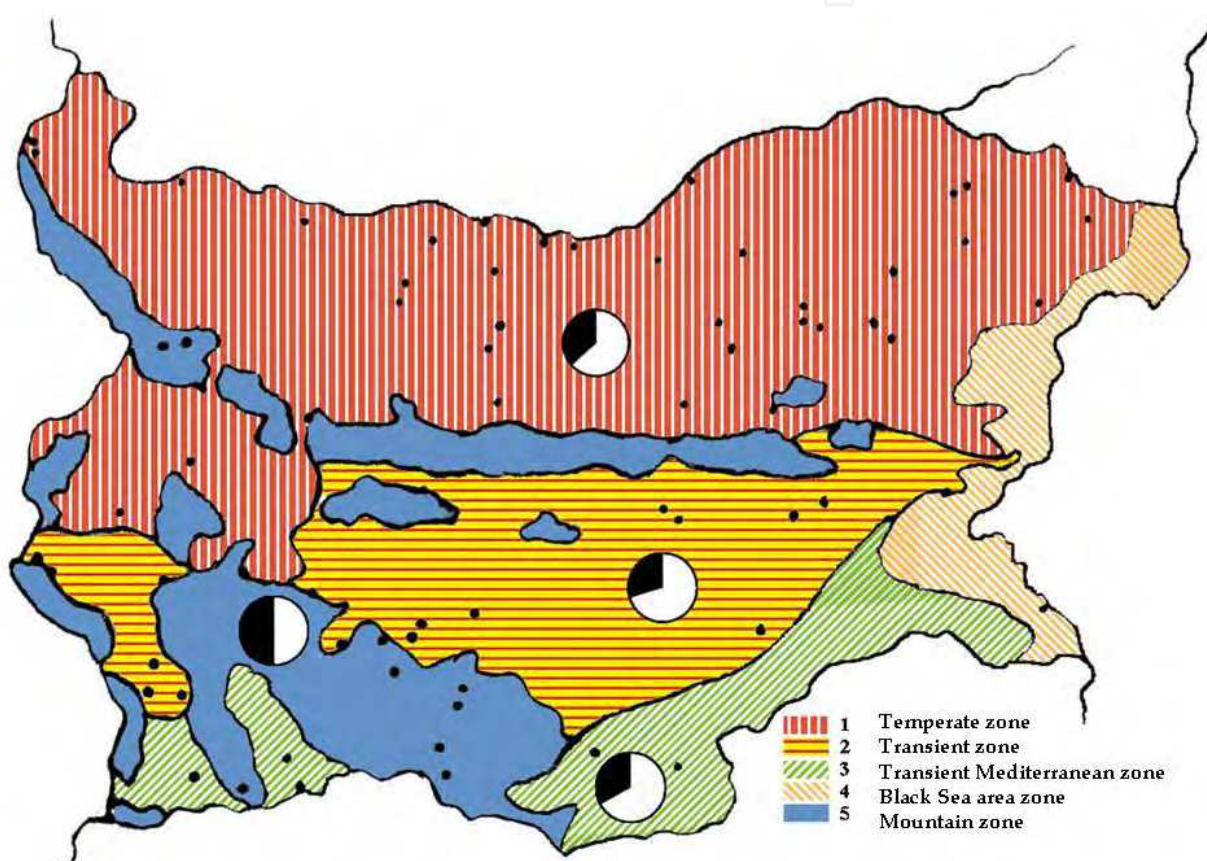 1 Temperate zone
2 Transient zone
3 Transient Mediterranean zone
4 Black Sea area zone
5 Mountain zone